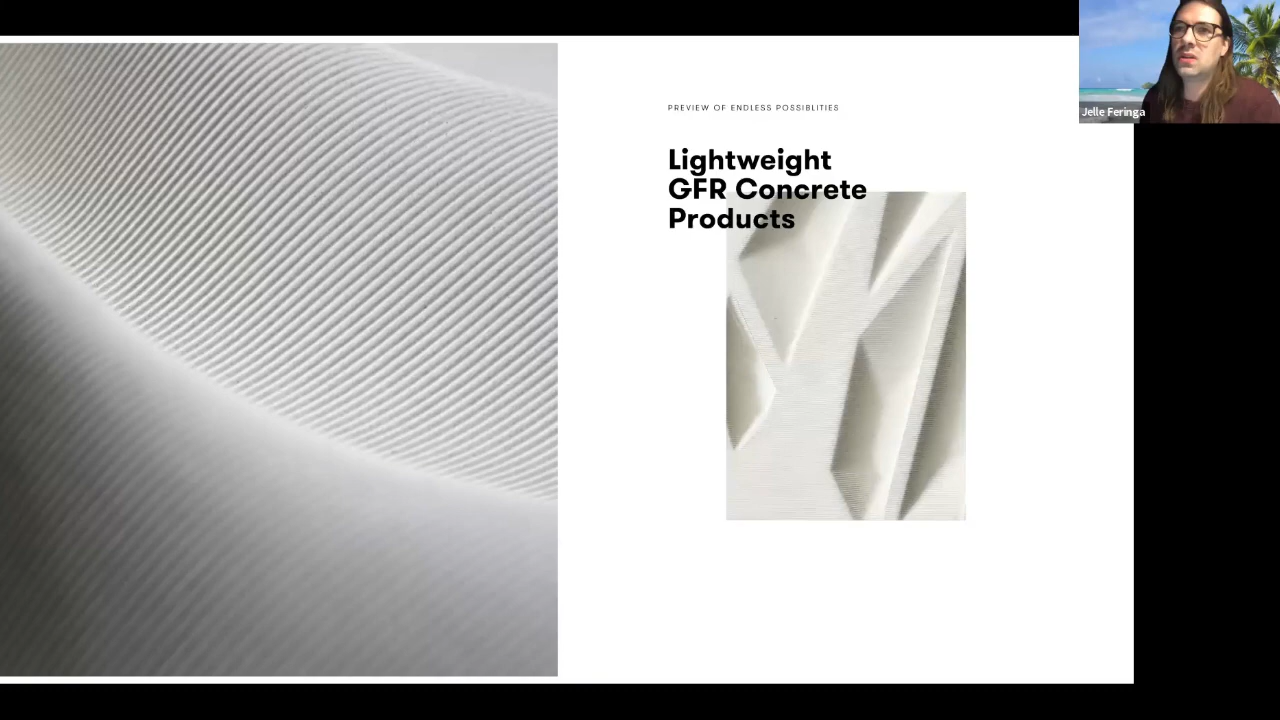 PREVIEW OF ENDLESS POSSIBLITIES
Lightweight
GFR Concrete
Products
Jelle Feringa